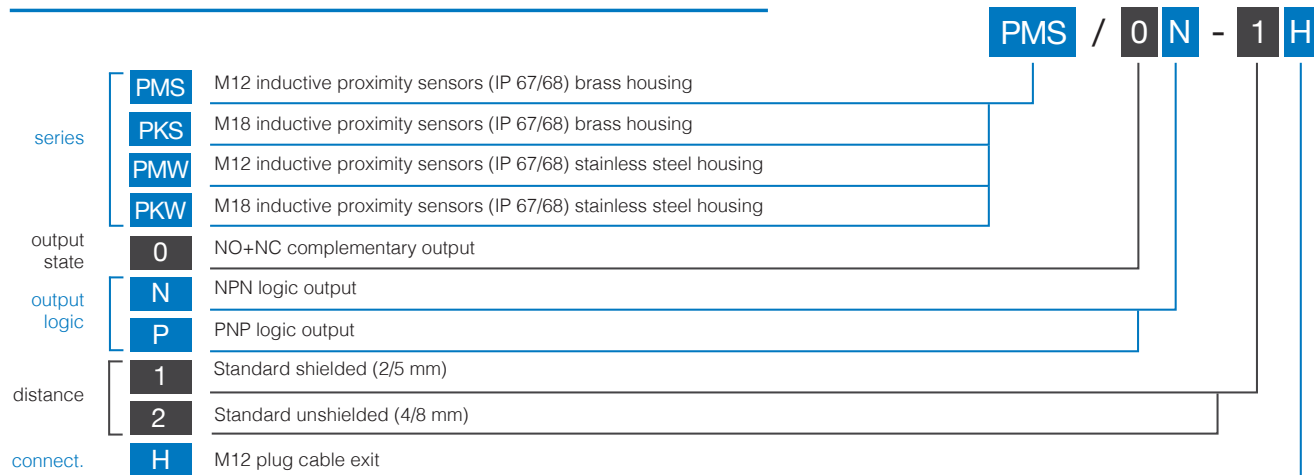 PMS / 0 N - 1 H
PMS M12 inductive proximity sensors (IP 67/68) brass housing
series
PKS M18 inductive proximity sensors (IP 67/68) brass housing
PMW M12 inductive proximity sensors (IP 67/68) stainless steel housing
PKW M18 inductive proximity sensors (IP 67/68) stainless steel housing
output
state
0 NO+NC complementary output
output
logic
N NPN logic output
P PNP logic output
distance
1 Standard shielded (2/5 mm)
2 Standard unshielded (4/8 mm)
connect. H M12 plug cable exit